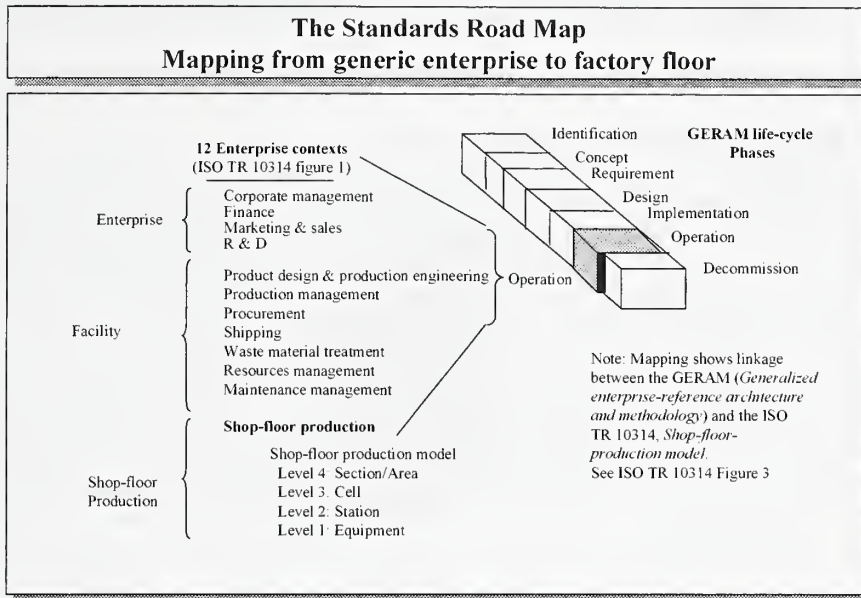 The Standards Road Map
Mapping from generic enterprise to factory floor
12 Enterprise contexts
(ISO TR 10314 figure 1)
Enterprise
Corporate management
Finance
Marketing & sales
R & D
Facility
Product design & production engineering
Production management
Procurement
Shipping
Waste material treatment
Resources management
Maintenance management
Shop-floor
Production
Shop-floor production
Shop-floor production model
Level 4: Section/Area
Level 3. Cell
Level 2: Station
Level 1: Equipment
Operation
Identification
Concept
Requirement
Design
Implementation
Operation
Decommission
GERAM life-cycle
Phases
Note: Mapping shows linkage
between the GERAM (Generalized
enterprise-reference architecture
and methodology) and the ISO
TR 10314, Shop-floor-
production model.
See ISO TR 10314 Figure 3